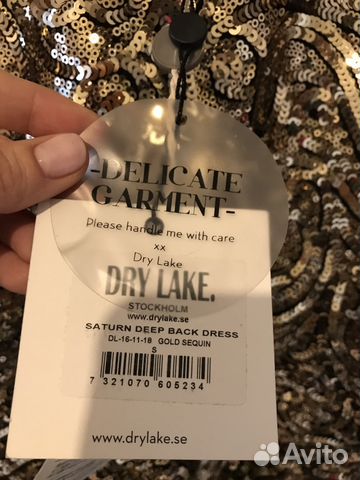 -DELICATE
GARMENT-
Please handle me with care
xx
Dry Lake
DRY LAKE.
STOCKHOLM
www.drylake.se
SATURN DEEP BACK DRESS
DL-16-11-18 GOLD SEQUIN
S
7 321070 605234
www.drylake.se
Avito